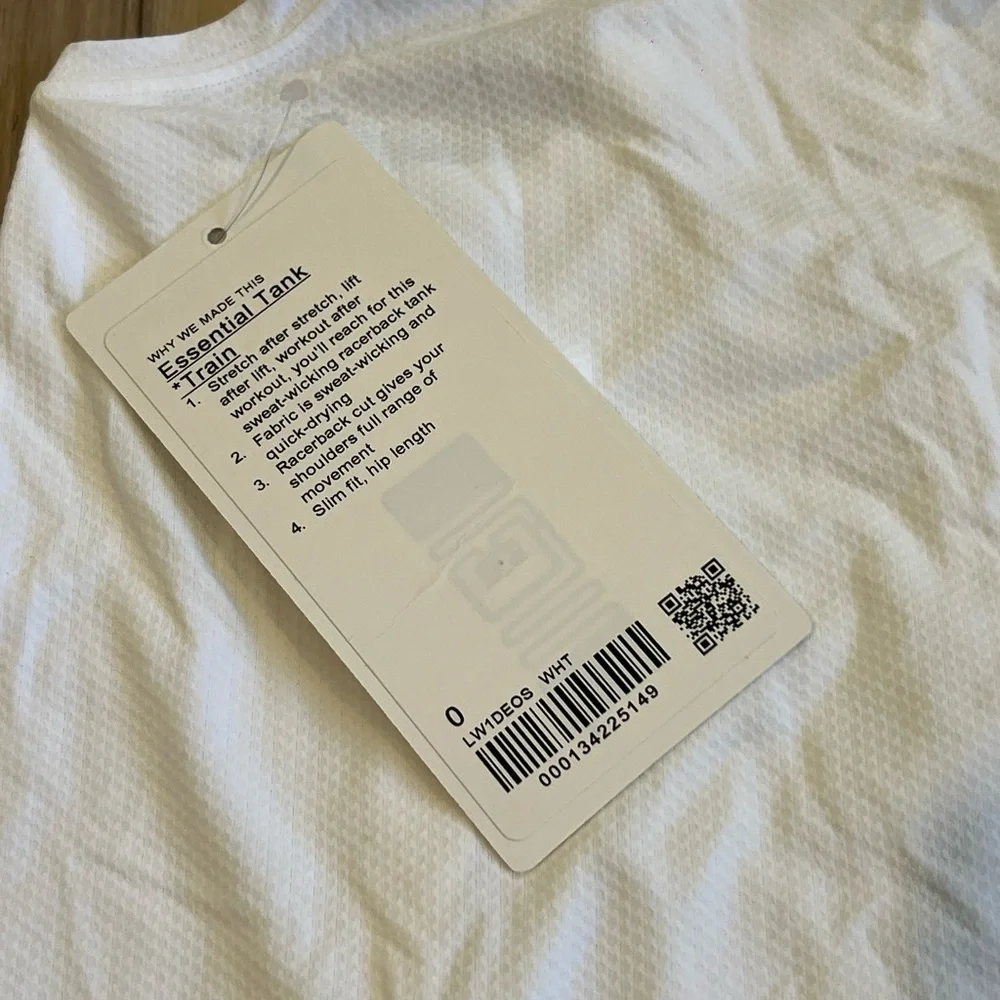 WHY WE MADE THIS
Essential Tank
*Train
1. Stretch after stretch, lift
after lift, workout after
workout, you'll reach for this
sweat-wicking racerback tank
2. Fabric is sweat-wicking and
quick-drying
3. Racerback cut gives your
shoulders full range of
movement
4. Slim fit, hip length
0
LW1DEOS WHT
000134225149